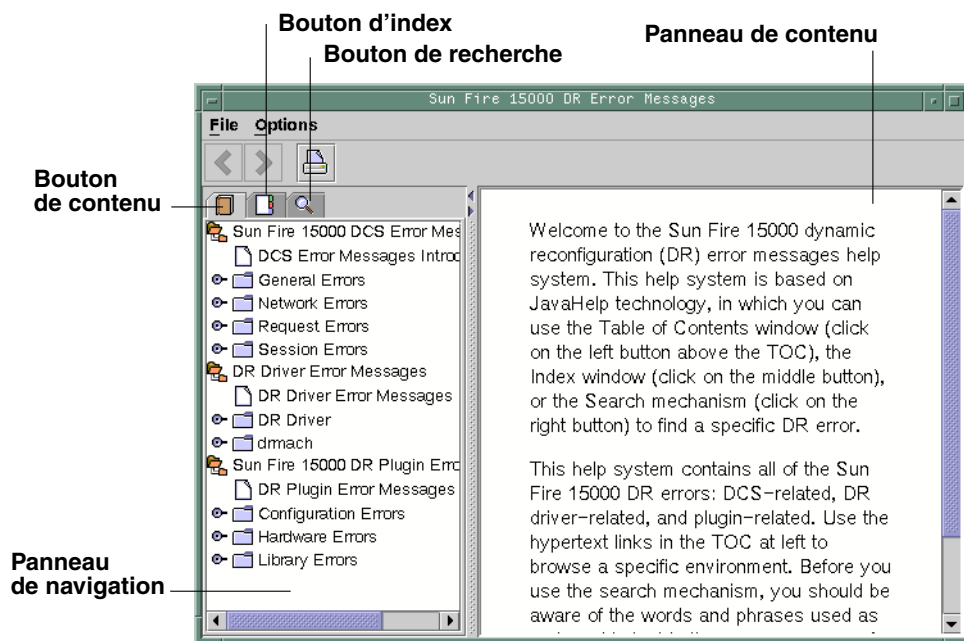 Bouton d'index
Bouton de recherche
Panneau de contenu
Sun Fire 15000 DR Error Messages
File Options
Bouton
de contenu
Sun Fire 15000 DCS Error Mes
DCS Error Messages Introd
General Errors
Network Errors
Request Errors
Session Errors
DR Driver Error Messages
DR Driver Error Messages
DR Driver
drmach
Sun Fire 15000 DR Plugin Erro
DR Plugin Error Messages
Configuration Errors
Hardware Errors
Library Errors
Panneau
de navigation
Welcome to the Sun Fire 15000 dynamic
reconfiguration (DR) error messages help
system. This help system is based on
JavaHelp technology, in which you can
use the Table of Contents window (click
on the left button above the TOC), the
Index window (click on the middle button),
or the Search mechanism (click on the
right button) to find a specific DR error.
This help system contains all of the Sun
Fire 15000 DR errors: DCS-related, DR
driver-related, and plugin-related. Use the
hypertext links in the TOC at left to
browse a specific environment. Before you
use the search mechanism, you should be
aware of the words and phrases used as